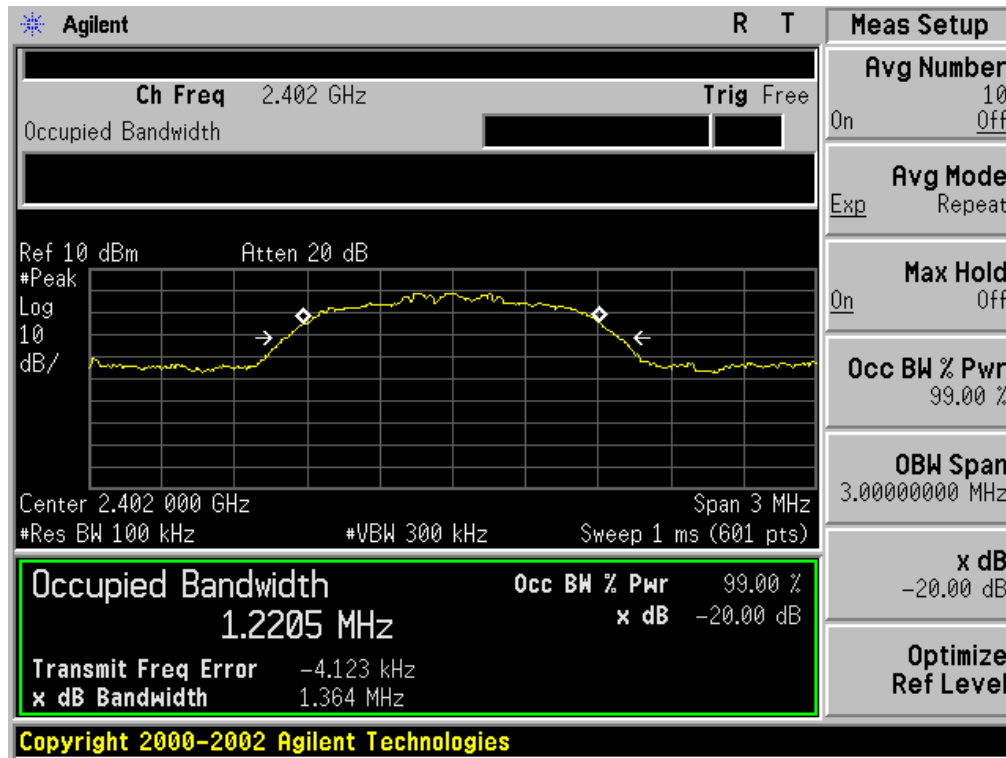 Agilent R T Meas Setup
Ch Freq 2.402 GHz Trig Free
Occupied Bandwidth
Ref 10 dBm Atten 20 dB
#Peak
Log
10
dB/
Center 2.402 000 GHz Span 3 MHz
#Res BW 100 kHz #VBW 300 kHz Sweep 1 ms (601 pts)
Occupied Bandwidth Occ BW % Pwr 99.00 %
1.2205 MHz x dB -20.00 dB
Transmit Freq Error -4.123 kHz
x dB Bandwidth 1.364 MHz
Copyright 2000-2002 Agilent Technologies
Avg Number
10
On Off
Avg Mode
Exp Repeat
Max Hold
On Off
Occ BW % Pwr
99.00 %
OBW Span
3.00000000 MHz
x dB
-20.00 dB
Optimize
Ref Level